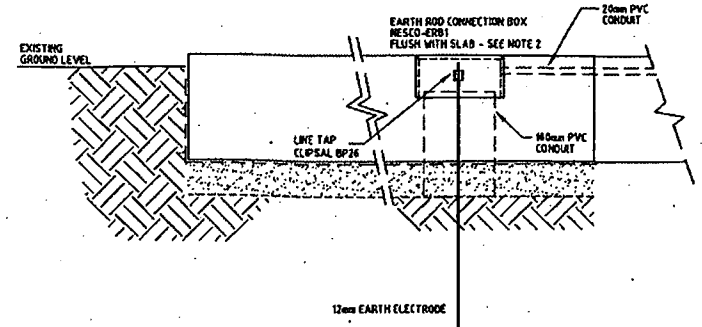 20mm PVC
CONDUIT
EARTH ROD CONNECTION BOX
NESCO-ERB1
FLUSH WITH SLAB - SEE NOTE 2
EXISTING
GROUND LEVEL
LINE TAP
CLIPSAL BP26
100mm PVC
CONDUIT
12mm EARTH ELECTRODE